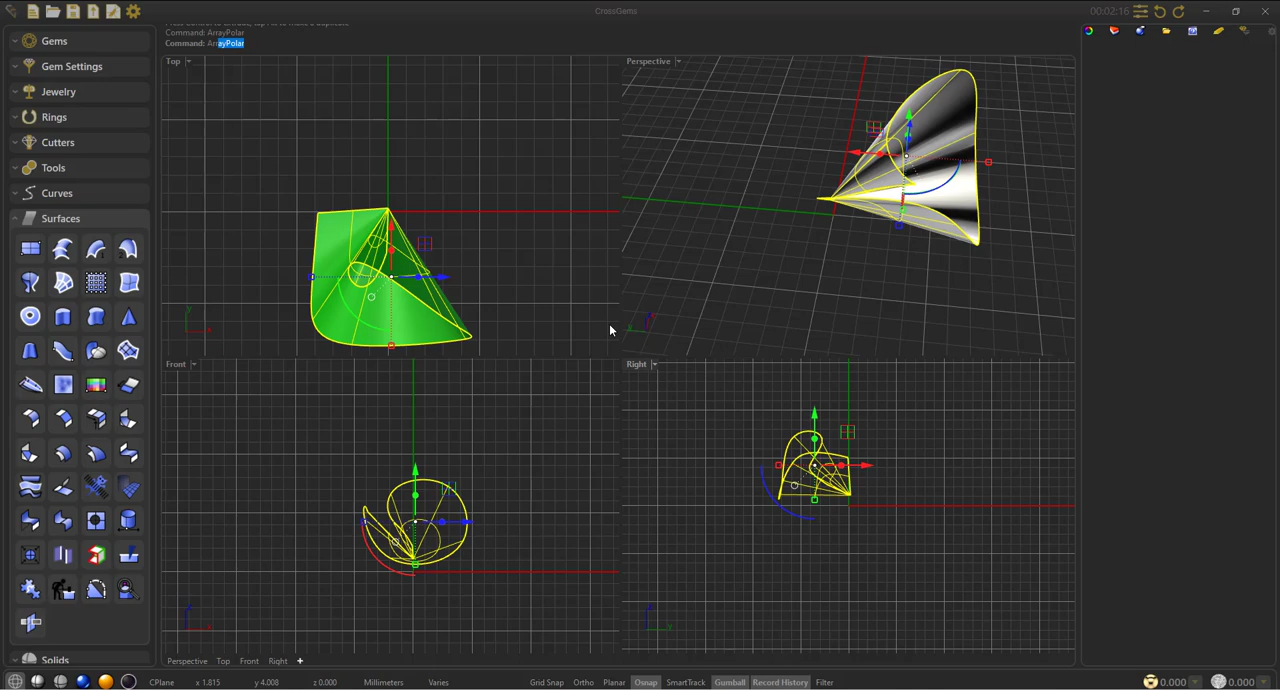 CrossGems
00:02:16
Command: ArrayPolar
Command: ArrayPolar
Gems
Gem Settings
Jewelry
Rings
Cutters
Tools
Curves
Surfaces
Solids
Top
Perspective
Front
Right
Perspective Top Front Right
CPlane x 1.815 y 4.008 z 0.000 Millimeters Varies Grid Snap Ortho Planar Osnap SmartTrack Gumball Record History Filter 0.000 0.000